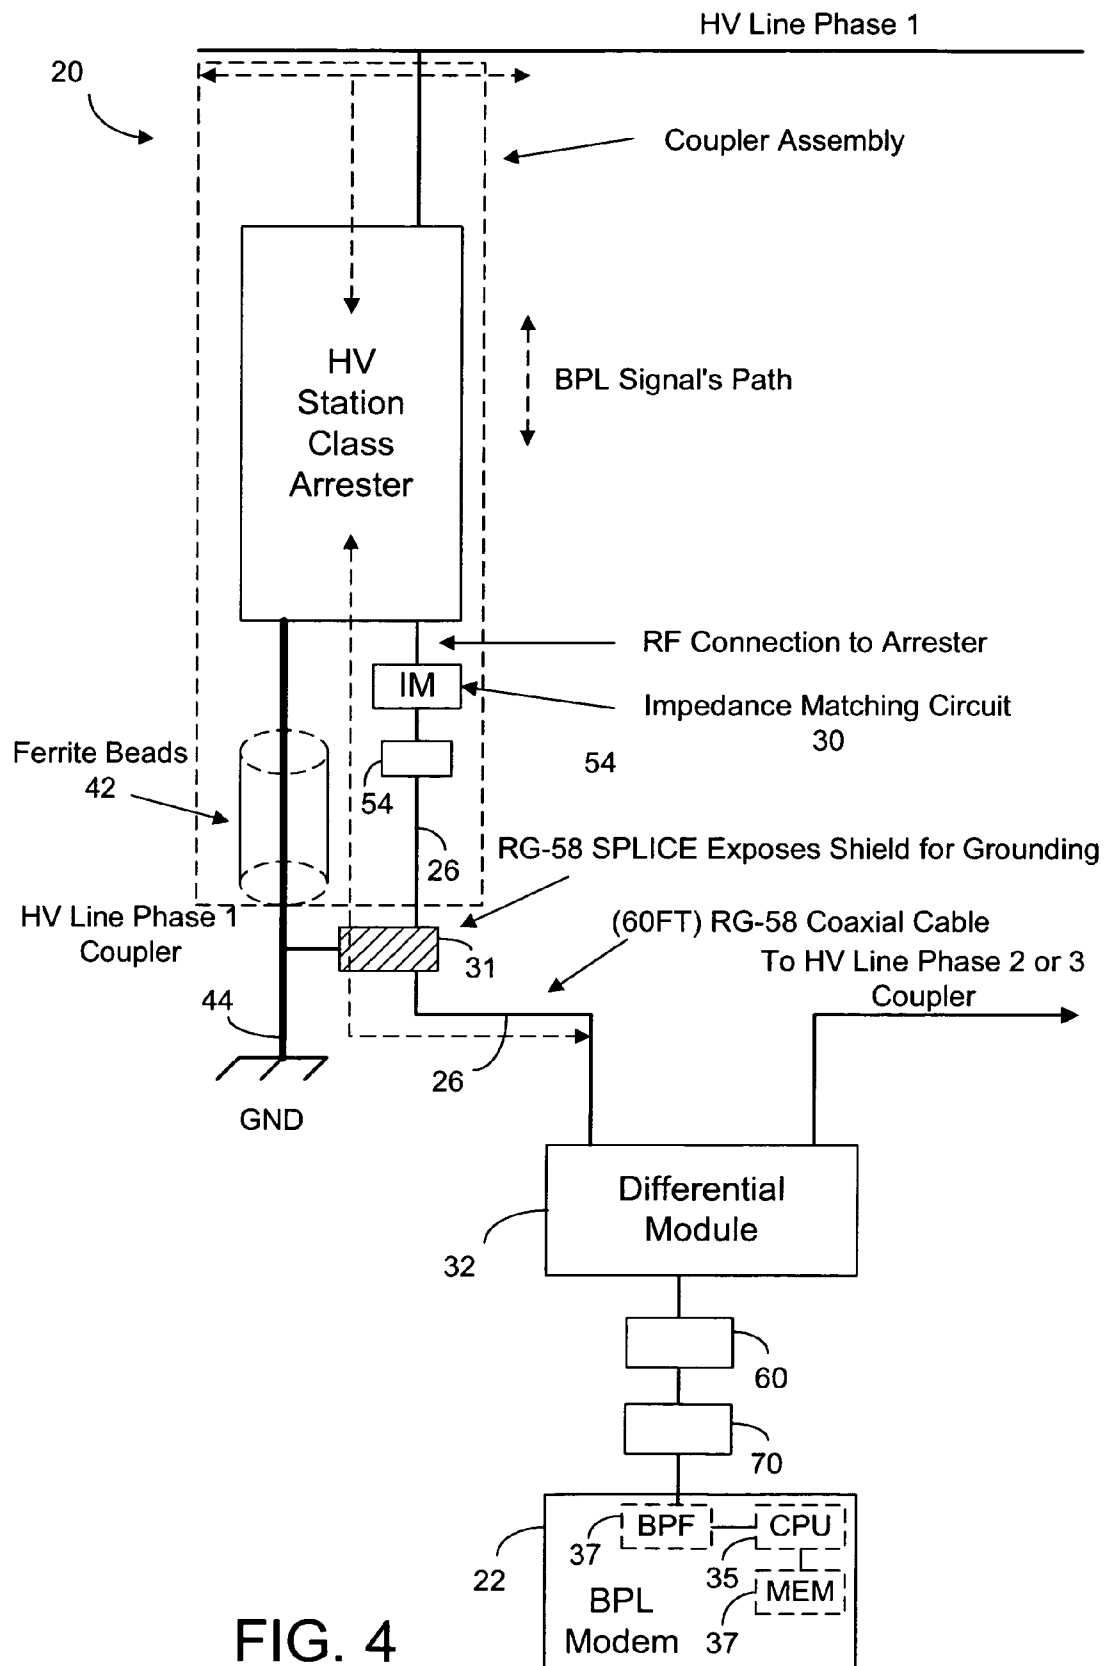 HV Line Phase 1
20
Coupler Assembly
HV
Station
Class
Arrester
BPL Signal's Path
RF Connection to Arrester
IM
Impedance Matching Circuit
30
Ferrite Beads
42
54
54
26
RG-58 SPLICE Exposes Shield for Grounding
HV Line Phase 1
Coupler
31
(60FT) RG-58 Coaxial Cable
To HV Line Phase 2 or 3
Coupler
44
26
GND
Differential
Module
32
60
70
BPF
CPU
37
35
22
MEM
37
BPL
Modem
FIG. 4